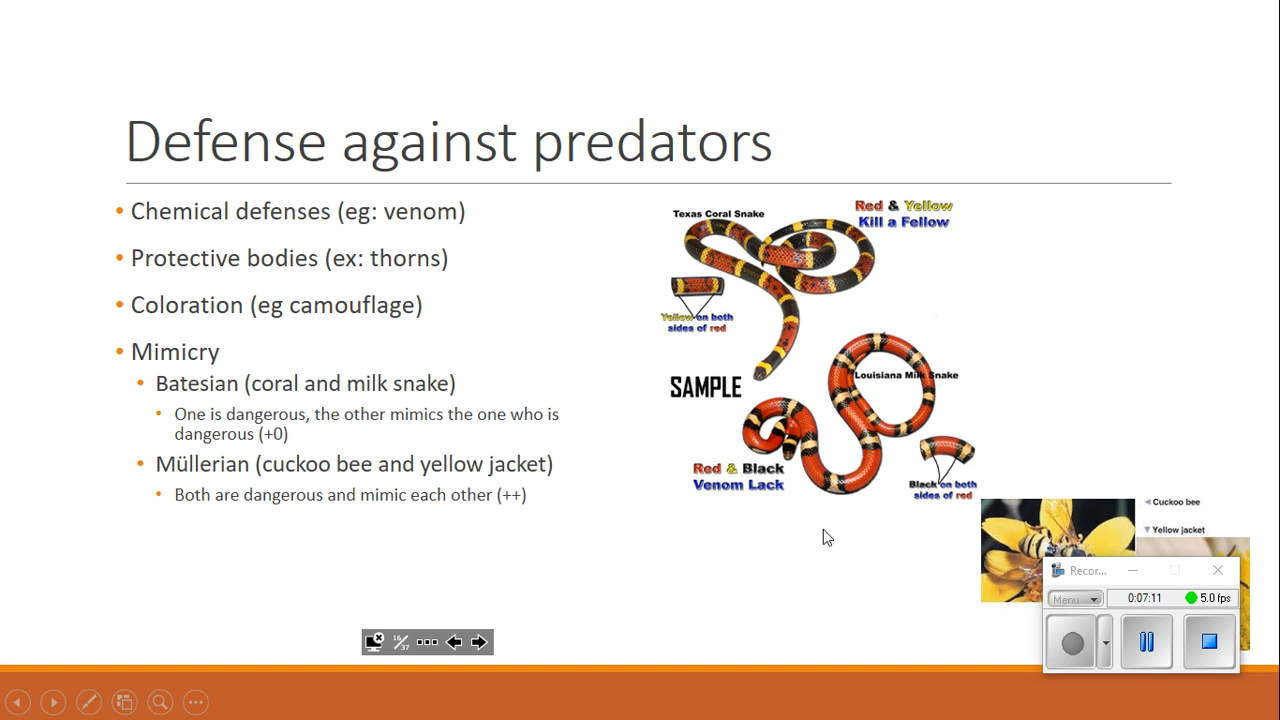 Defense against predators
• Chemical defenses (eg: venom)
• Protective bodies (ex: thorns)
• Coloration (eg camouflage)
• Mimicry
• Batesian (coral and milk snake)
• One is dangerous, the other mimics the one who is
dangerous (+0)
• Müllerian (cuckoo bee and yellow jacket)
• Both are dangerous and mimic each other (++)
Texas Coral Snake
Red & Yellow
Kill a Fellow
Yellow on both
sides of red
SAMPLE
Louisiana Milk Snake
Red & Black
Venom Lack
Black on both
sides of red
Cuckoo bee
Yellow jacket
Recor...
Menu
0:07:11
5.0 fps
16/37